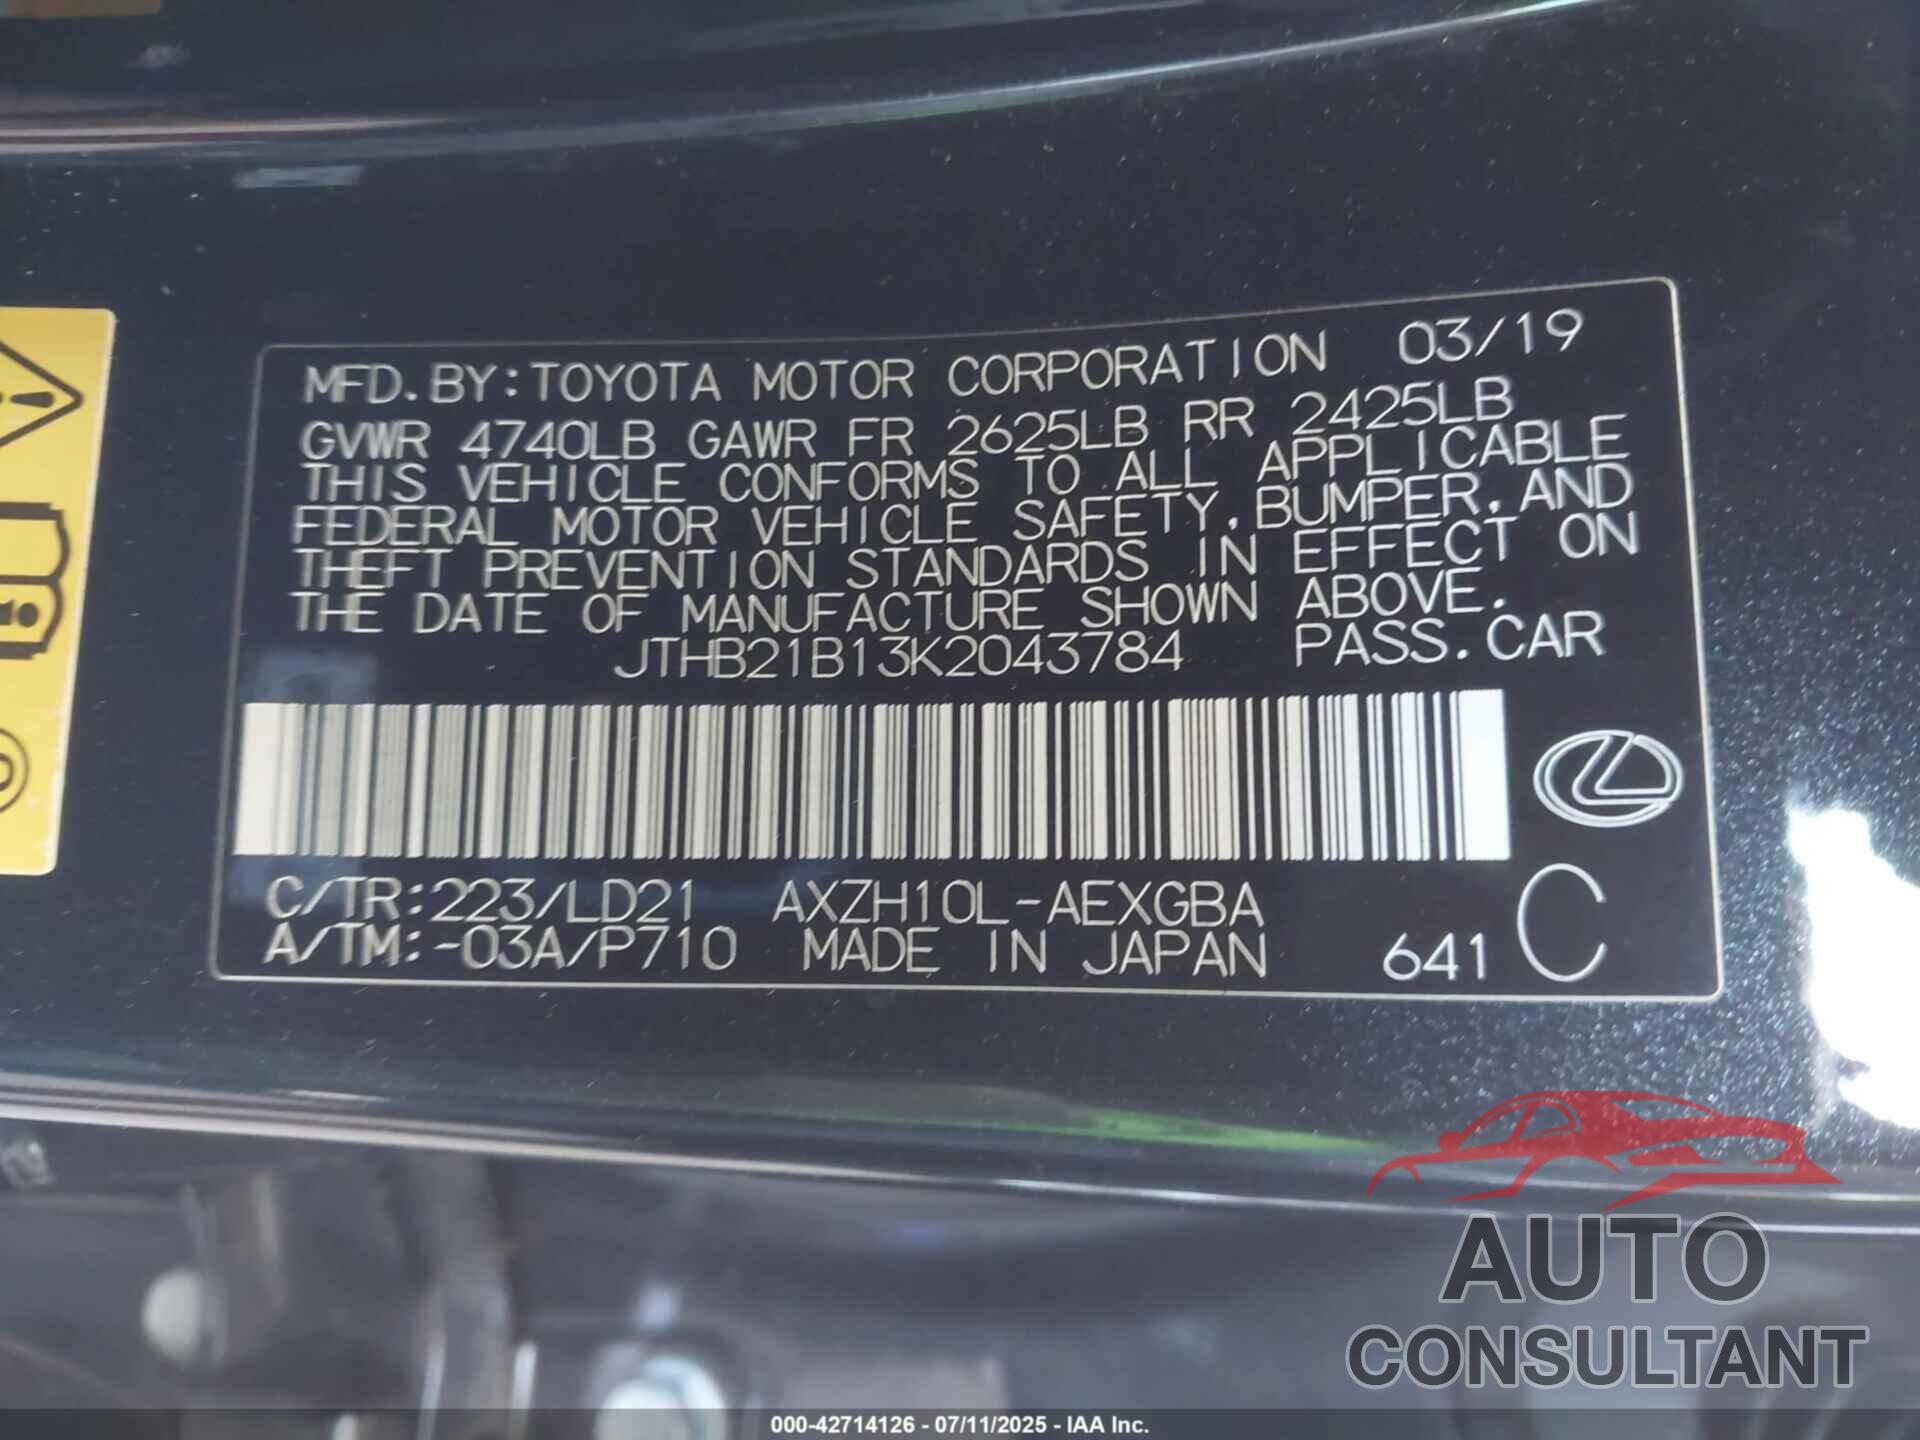 MFD.BY:TOYOTA MOTOR CORPORATION 03/19
GVWR 4740LB GAWR FR 2625LB RR 2425LB
THIS VEHICLE CONFORMS TO ALL APPLICABLE
FEDERAL MOTOR VEHICLE SAFETY,BUMPER,AND
THEFT PREVENTION STANDARDS IN EFFECT ON
THE DATE OF MANUFACTURE SHOWN ABOVE.
JTHB21B13K2043784 PASS.CAR
C/TR:223/LD21 AXZH10L-AEXGBA
A/TM:-03A/P710 MADE IN JAPAN 641 C
AUTO
CONSULTANT
000-42714126 - 07/11/2025 - IAA Inc.